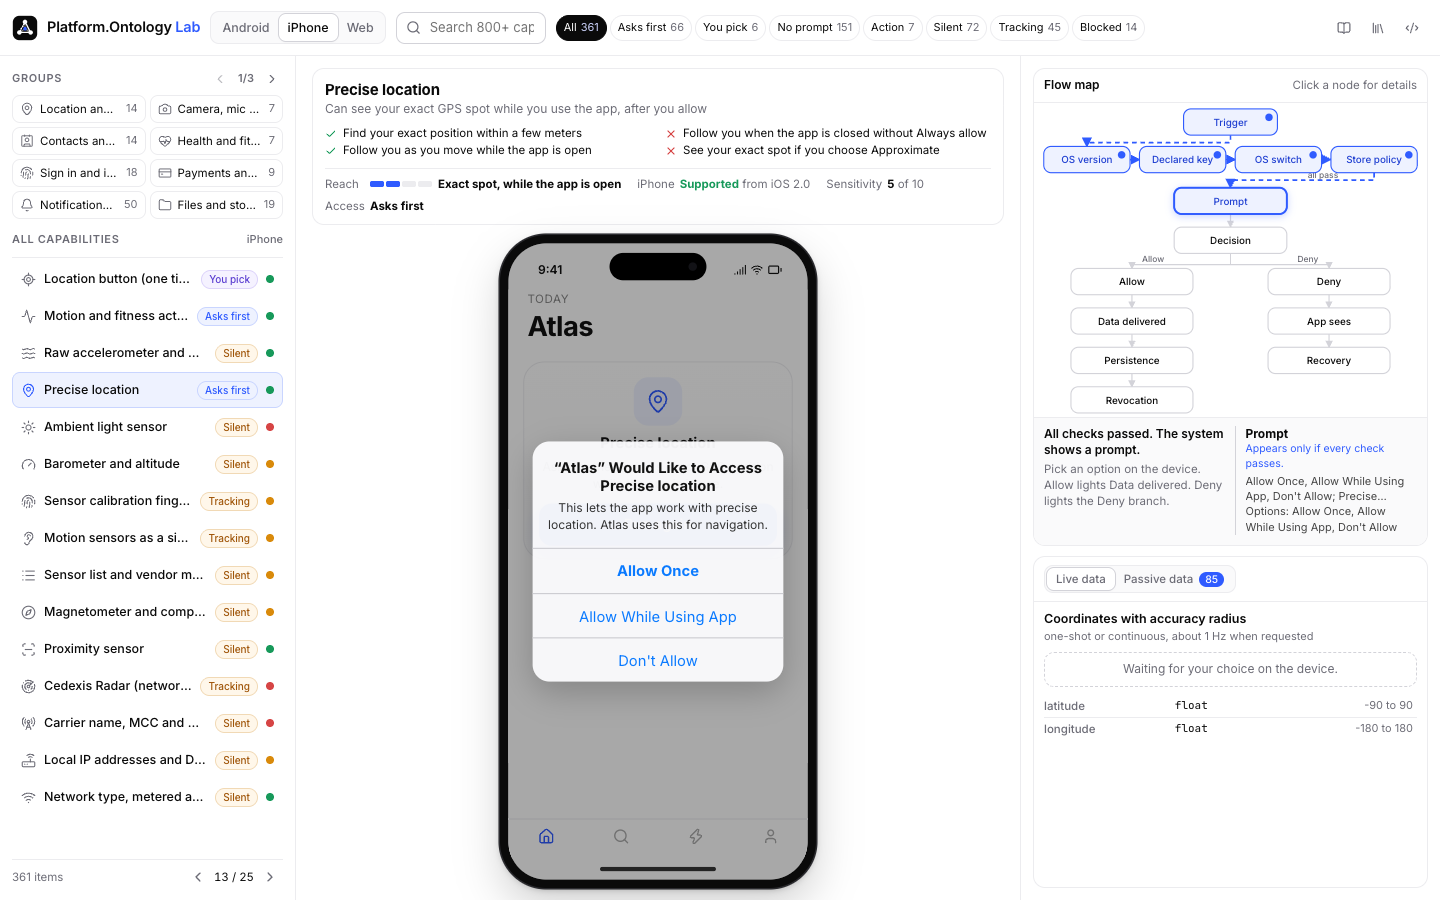 Platform.Ontology Lab
Android iPhone Web
Search 800+ cap
All 361
Asks first 66
You pick 6
No prompt 151
Action 7
Silent 72
Tracking 45
Blocked 14
GROUPS
1/3
Location an... 14
Camera, mic ... 7
Contacts an... 14
Health and fit... 7
Sign in and i... 18
Payments an... 9
Notification... 50
Files and sto... 19
ALL CAPABILITIES iPhone
Location button (one ti... You pick
Motion and fitness act... Asks first
Raw accelerometer and ... Silent
Precise location Asks first
Ambient light sensor Silent
Barometer and altitude Silent
Sensor calibration fing... Tracking
Motion sensors as a si... Tracking
Sensor list and vendor m... Silent
Magnetometer and comp... Silent
Proximity sensor Silent
Cedexis Radar (networ... Tracking
Carrier name, MCC and ... Silent
Local IP addresses and D... Silent
Network type, metered a... Silent
361 items
13 / 25
Precise location
Can see your exact GPS spot while you use the app, after you allow
Find your exact position within a few meters
Follow you as you move while the app is open
Follow you when the app is closed without Always allow
See your exact spot if you choose Approximate
Reach Exact spot, while the app is open
iPhone Supported from iOS 2.0
Sensitivity 5 of 10
Access Asks first
9:41
TODAY
Atlas
Precise location
“Atlas” Would Like to Access
Precise location
This lets the app work with precise
location. Atlas uses this for navigation.
Allow Once
Allow While Using App
Don't Allow
Flow map
Click a node for details
Trigger
OS version
Declared key
OS switch
Store policy
all pass
Prompt
Decision
Allow
Deny
Allow
Deny
Data delivered
App sees
Persistence
Recovery
Revocation
All checks passed. The system
shows a prompt.
Pick an option on the device.
Allow lights Data delivered. Deny
lights the Deny branch.
Prompt
Appears only if every check
passes.
Allow Once, Allow While Using
App, Don't Allow; Precise...
Options: Allow Once, Allow
While Using App, Don't Allow
Live data
Passive data 85
Coordinates with accuracy radius
one-shot or continuous, about 1 Hz when requested
Waiting for your choice on the device.
latitude float -90 to 90
longitude float -180 to 180